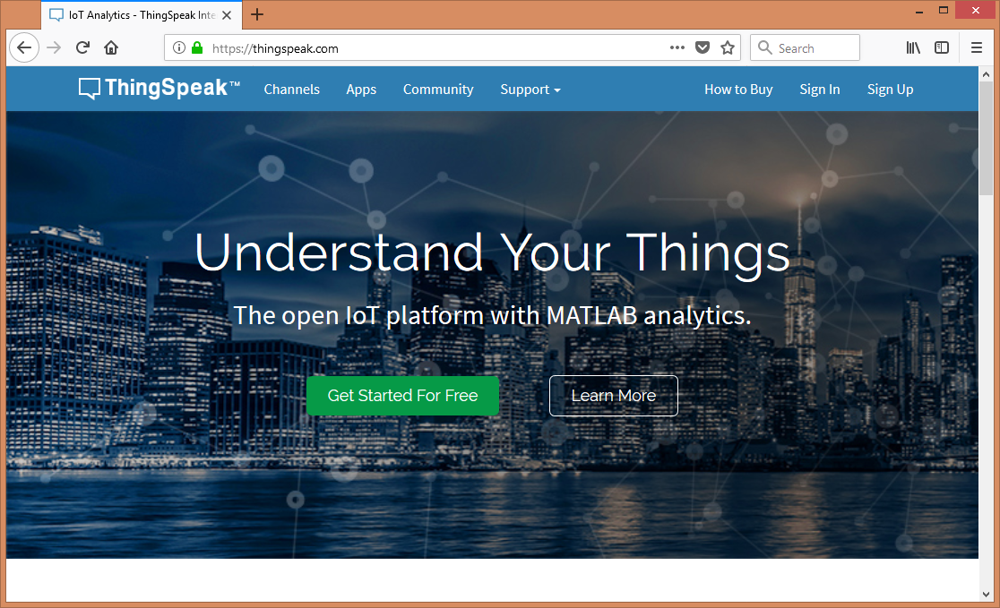 IoT Analytics - ThingSpeak Inte
https://thingspeak.com
Search
ThingSpeak™
Channels
Apps
Community
Support
How to Buy
Sign In
Sign Up
Understand Your Things
The open IoT platform with MATLAB analytics.
Get Started For Free
Learn More